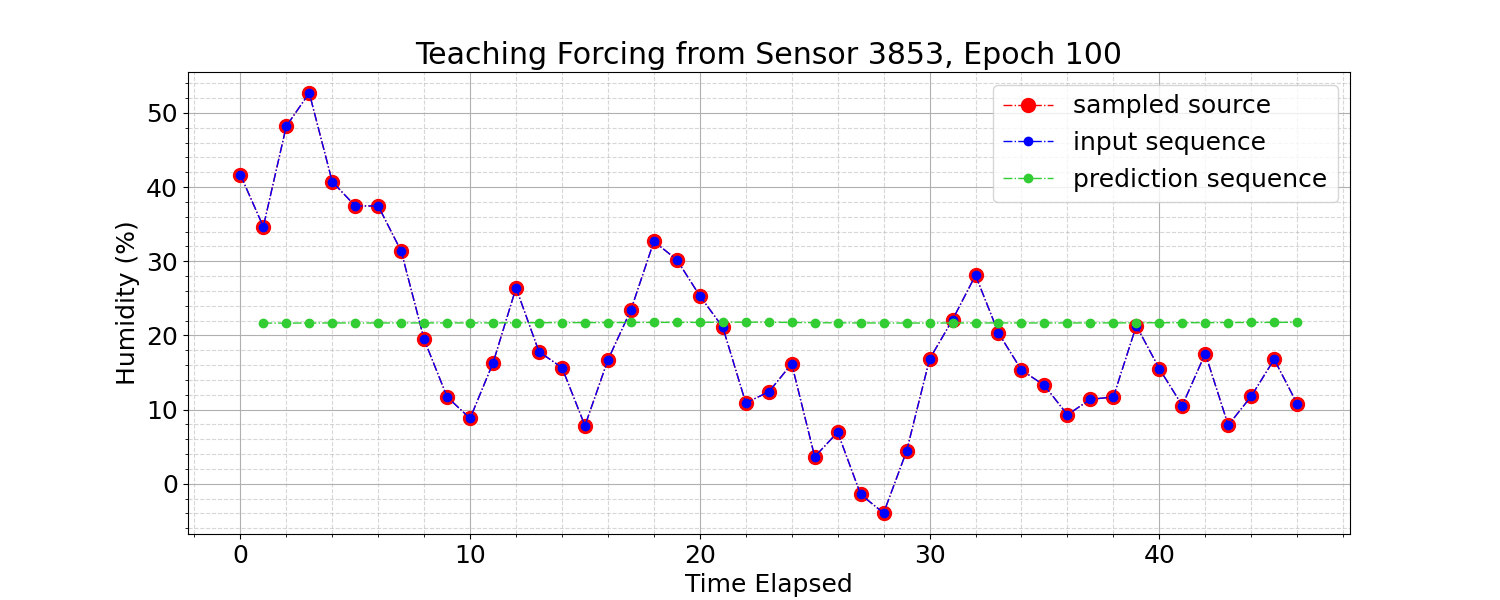 Teaching Forcing from Sensor 3853, Epoch 100
sampled source
input sequence
prediction sequence
Humidity (%)
50
40
30
20
10
0
0 10 20 30 40
Time Elapsed